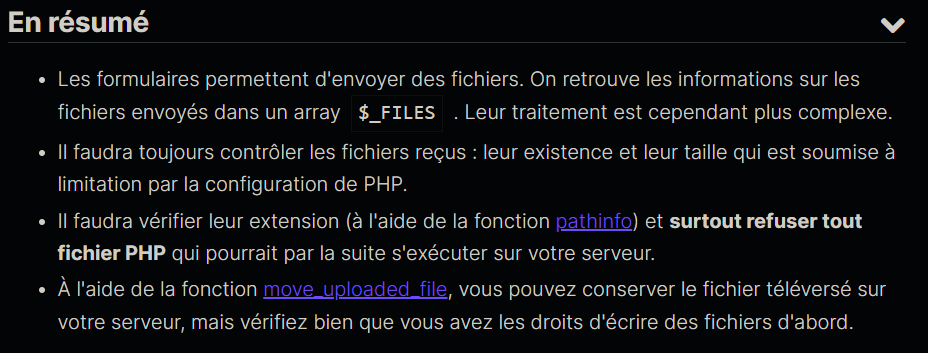 En résumé
• Les formulaires permettent d'envoyer des fichiers. On retrouve les informations sur les
fichiers envoyés dans un array $_FILES . Leur traitement est cependant plus complexe.
• Il faudra toujours contrôler les fichiers reçus : leur existence et leur taille qui est soumise à
limitation par la configuration de PHP.
• Il faudra vérifier leur extension (à l'aide de la fonction pathinfo) et surtout refuser tout
fichier PHP qui pourrait par la suite s'exécuter sur votre serveur.
• À l'aide de la fonction move_uploaded_file, vous pouvez conserver le fichier téléversé sur
votre serveur, mais vérifiez bien que vous avez les droits d'écrire des fichiers d'abord.